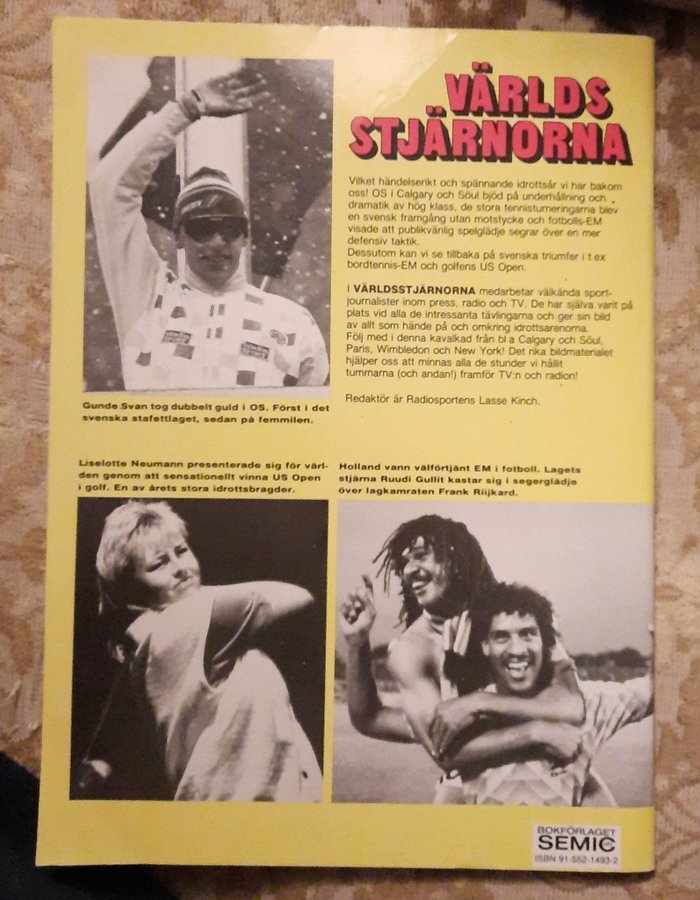 VÄRLDS
STJÄRNORNA
Vilket händelserikt och spännande idrottsår vi har bakom
oss! OS i Calgary och Söul bjöd på underhållning och
dramatik av hög klass, de stora tennisturneringarna blev
en svensk framgång utan motstycke och fotbolls-EM
visade att publikvänlig spelglädje segrar över en mer
defensiv taktik.
Dessutom kan vi se tillbaka på svenska triumfer i t ex
bordtennis-EM och golfens US Open.
I VÄRLDSSTJÄRNORNA medarbetar välkända sport-
journalister inom press, radio och TV. De har själva varit på
plats vid alla de intressanta tävlingarna och ger sin bild
av allt som hände på och omkring idrottsarenorna.
Följ med i denna kavalkad från bl a Calgary och Söul,
Paris, Wimbledon och New York! Det rika bildmaterialet
hjälper oss att minnas alla de stunder vi hållit
tummarna (och andan!) framför TV:n och radion!
Redaktör är Radiosportens Lasse Kinch.
Gunde Svan tog dubbelt guld i OS. Först i det
svenska stafettlaget, sedan på femmilen.
Liselotte Neumann presenterade sig för värl-
den genom att sensationellt vinna US Open
i golf. En av årets stora idrottsbragder.
Holland vann välförtjänt EM i fotboll. Lagets
stjärna Ruudi Gullit kastar sig i segerglädje
över lagkamraten Frank Riijkard.
BOKFÖRLAGET
SEMIC
ISBN 91-552-1493-2